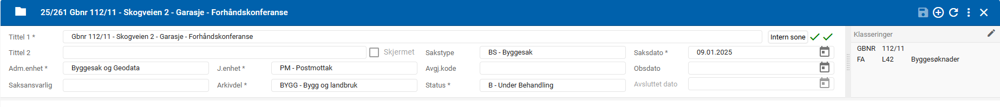 25/261 Gbnr 112/11 - Skogveien 2 - Garasje - Forhåndskonferanse
Tittel 1 * Gbnr 112/11 - Skogveien 2 - Garasje - Forhåndskonferanse Intern sone
Tittel 2 Skjermet Sakstype BS - Byggesak Saksdato * 09.01.2025
Adm.enhet * Byggesak og Geodata J.enhet * PM - Postmottak Avgj.kode Obsdato
Saksansvarlig Arkivdel * BYGG - Bygg og landbruk Status * B - Under Behandling Avsluttet dato
Klasseringer
GBNR 112/11
FA L42 Byggesøknader